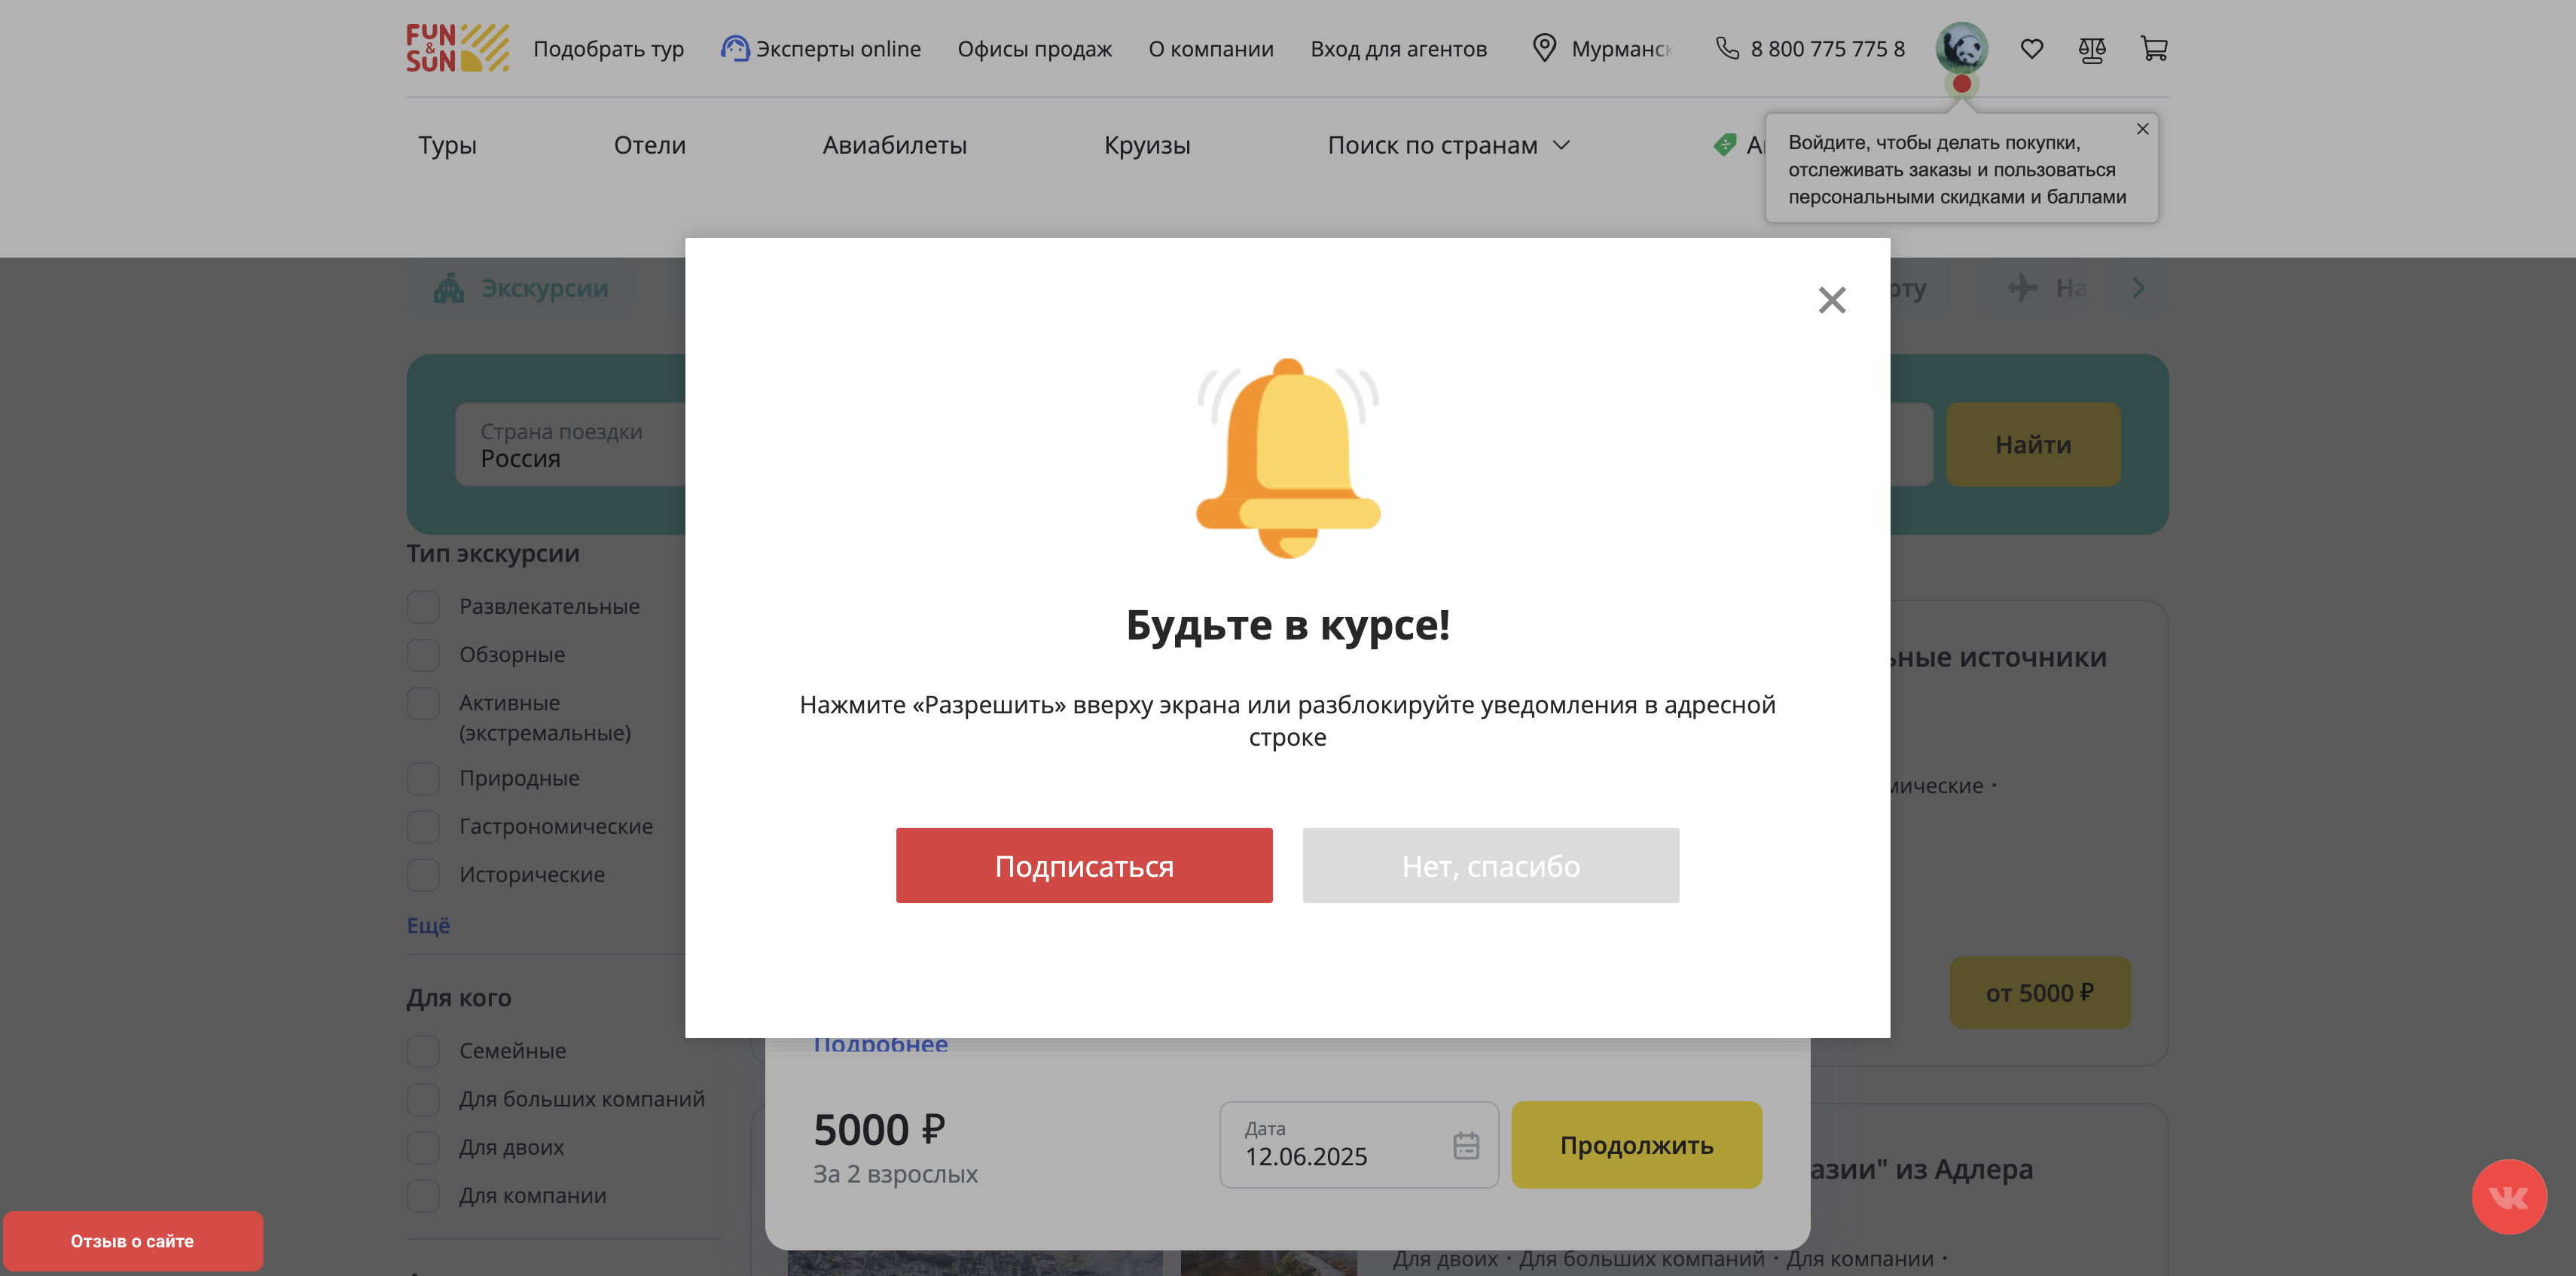 FUN & SUN
Подобрать тур
Эксперты online
Офисы продаж
О компании
Вход для агентов
Мурманск
8 800 775 775 8
Туры
Отели
Авиабилеты
Круизы
Поиск по странам
Войдите, чтобы делать покупки,
отслеживать заказы и пользоваться
персональными скидками и баллами
Экскурсии
Страна поездки
Россия
Найти
Тип экскурсии
Развлекательные
Обзорные
Активные
(экстремальные)
Природные
Гастрономические
Исторические
Ещё
Для кого
Семейные
Для больших компаний
Для двоих
Для компании
Отзыв о сайте
Будьте в курсе!
Нажмите «Разрешить» вверху экрана или разблокируйте уведомления в адресной
строке
Подписаться
Нет, спасибо
источники
от 5000 ₽
Подробнее
5000 ₽
За 2 взрослых
Дата
12.06.2025
Продолжить
из Адлера
Для двоих · Для больших компаний · Для компании ·